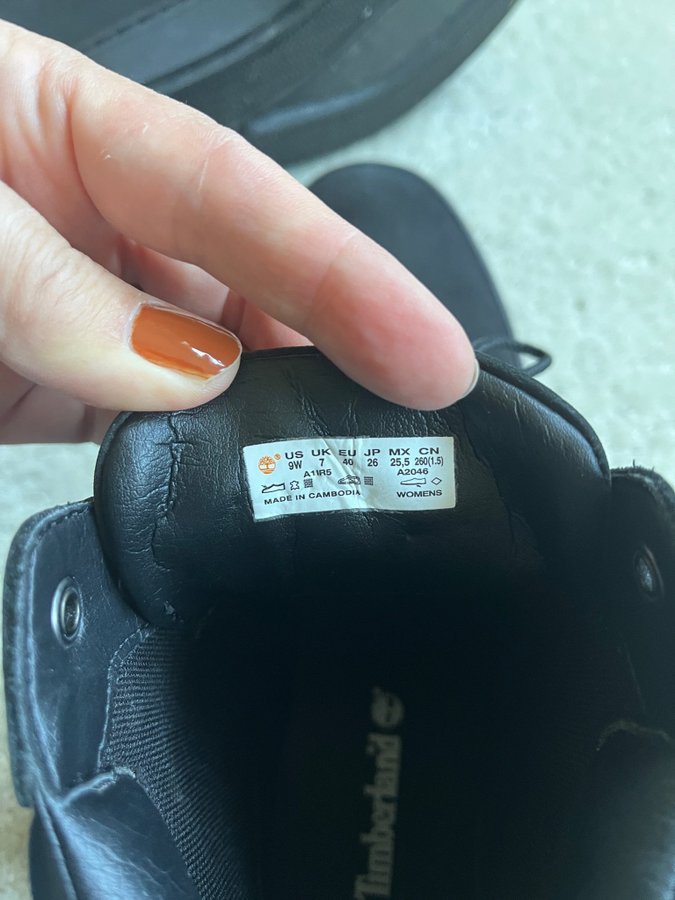 US UK EU JP MX CN
9W 7 40 26 25,5 260(1.5)
A1IR5 A2046
MADE IN CAMBODIA WOMENS
Timberland